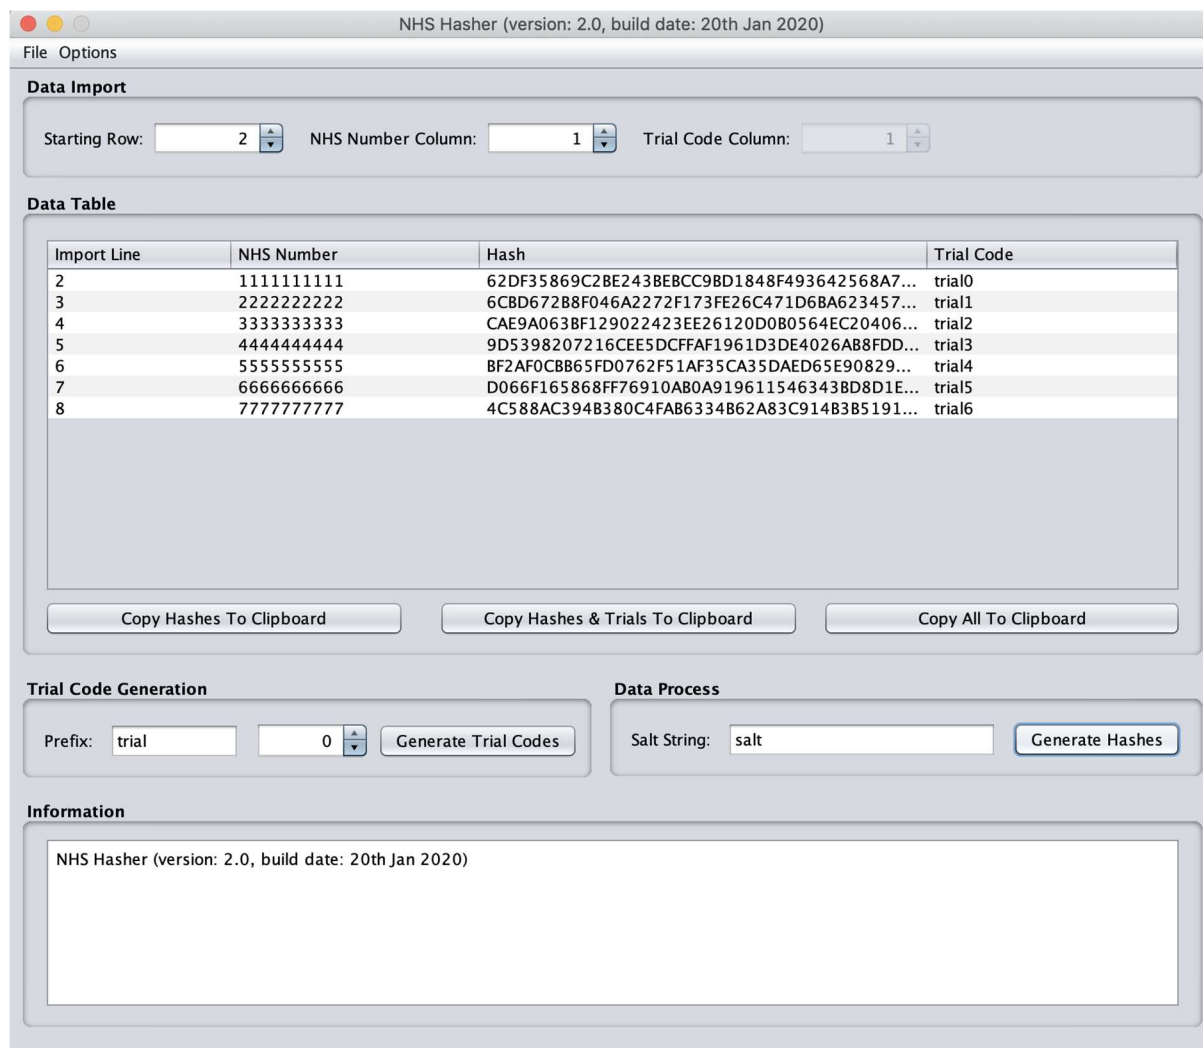 NHS Hasher (version: 2.0, build date: 20th Jan 2020)
File Options
Data Import
Starting Row: 2 NHS Number Column: 1 Trial Code Column: 1
Data Table
Import Line NHS Number Hash Trial Code
2 1111111111 62DF35869C2BE243BEBCC9BD1848F493642568A7... trial0
3 2222222222 6CBD672B8F046A2272F173FE26C471D6BA623457... trial1
4 3333333333 CAE9A063BF129022423EE26120D0B0564EC20406... trial2
5 4444444444 9D5398207216CEE5DCFFAF1961D3DE4026AB8FDD... trial3
6 5555555555 BF2AF0CBB65FD0762F51AF35CA35DAED65E90829... trial4
7 6666666666 D066F165868FF76910AB0A919611546343BD8D1E... trial5
8 7777777777 4C588AC394B380C4FAB6334B62A83C914B3B5191... trial6
Copy Hashes To Clipboard Copy Hashes & Trials To Clipboard Copy All To Clipboard
Trial Code Generation Data Process
Prefix: trial 0 Generate Trial Codes Salt String: salt Generate Hashes
Information
NHS Hasher (version: 2.0, build date: 20th Jan 2020)